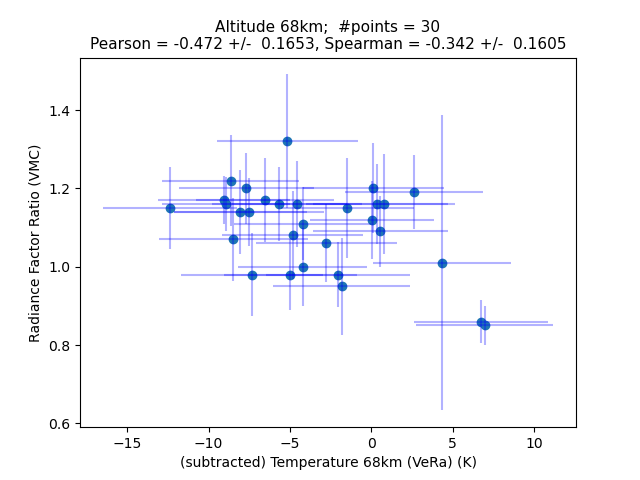 Altitude 68km;  #points = 30
Pearson = -0.472 +/-  0.1653, Spearman = -0.342 +/-  0.1605
1.4
1.2
1.0
0.8
0.6
Radiance Factor Ratio (VMC)
−15 −10 −5 0 5 10
(subtracted) Temperature 68km (VeRa) (K)